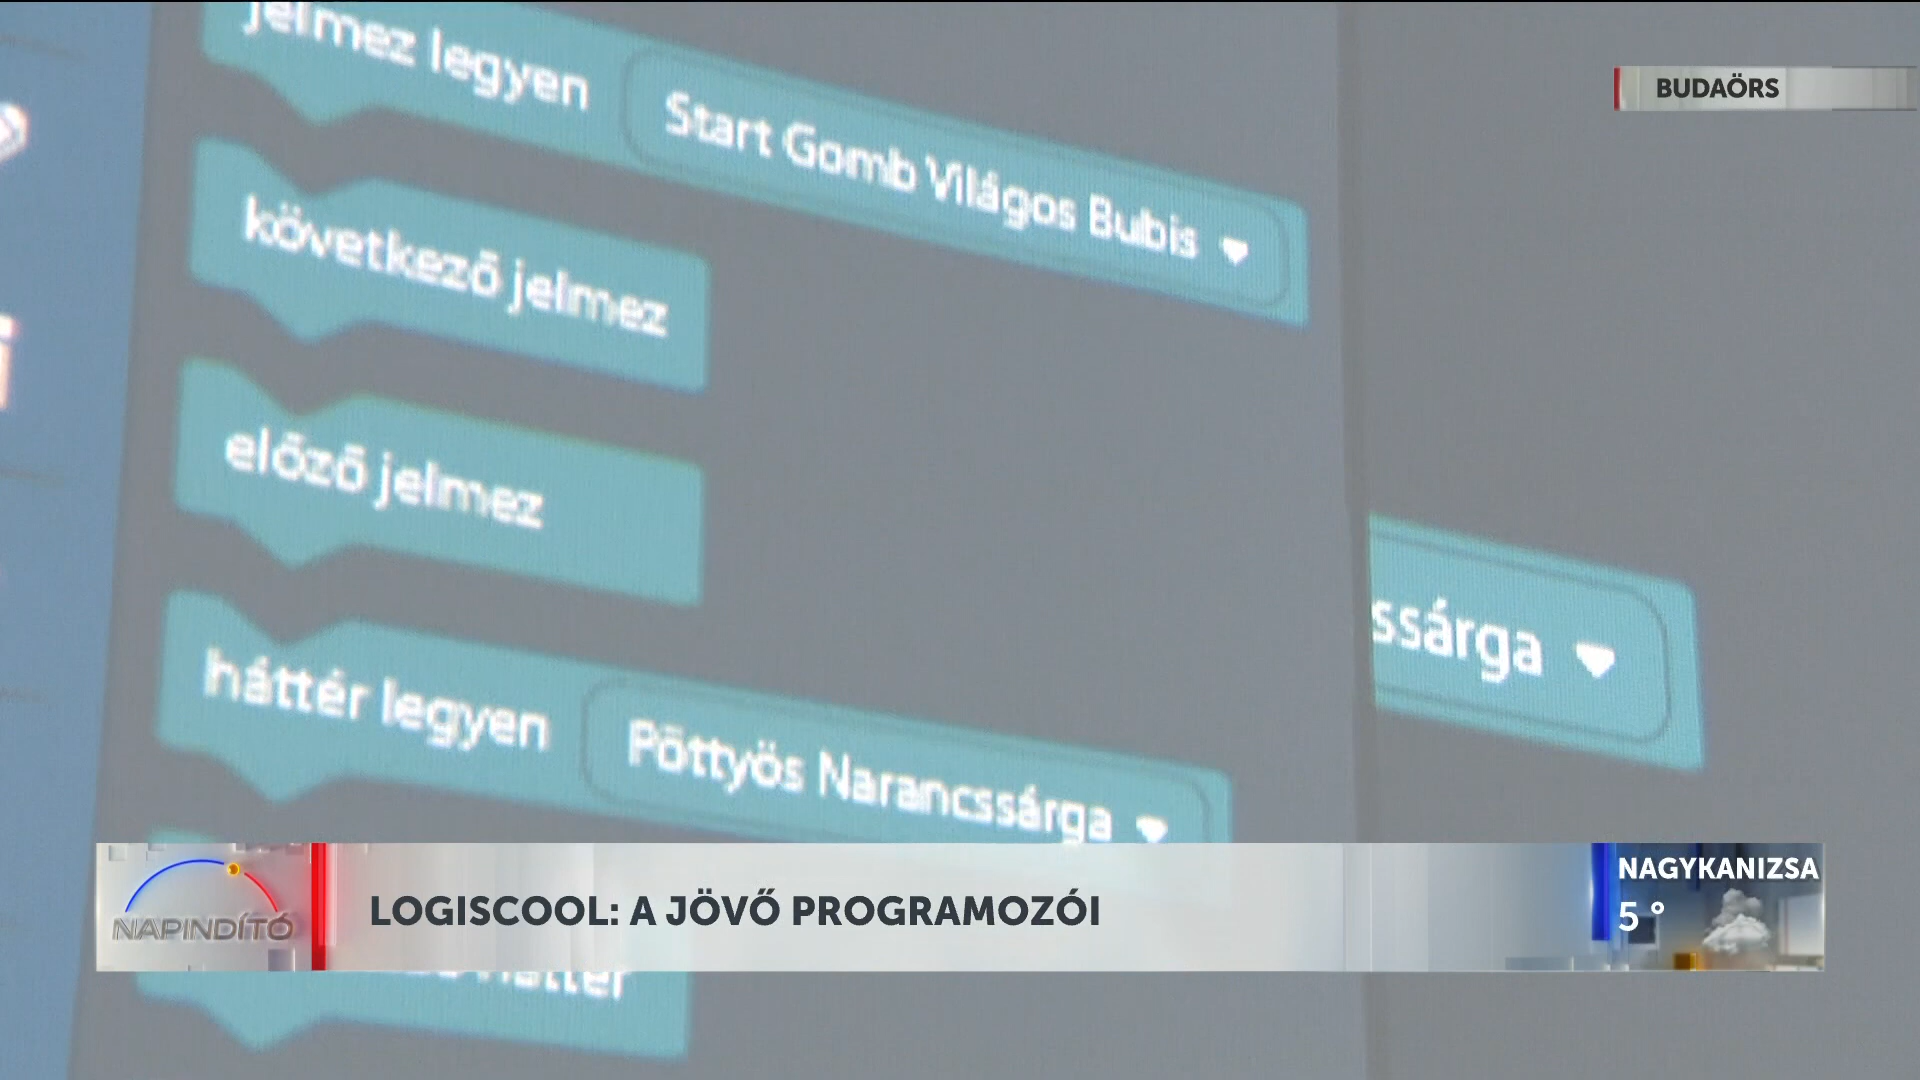 jelmez legyen Start Gomb Világos Bubis
BUDAÖRS
következő jelmez
előző jelmez
ssárga
háttér legyen Pöttyös Narancssárga
NAPINDÍTÓ
LOGISCOOL: A JÖVŐ PROGRAMOZÓI
NAGYKANIZSA
5 °
háttér